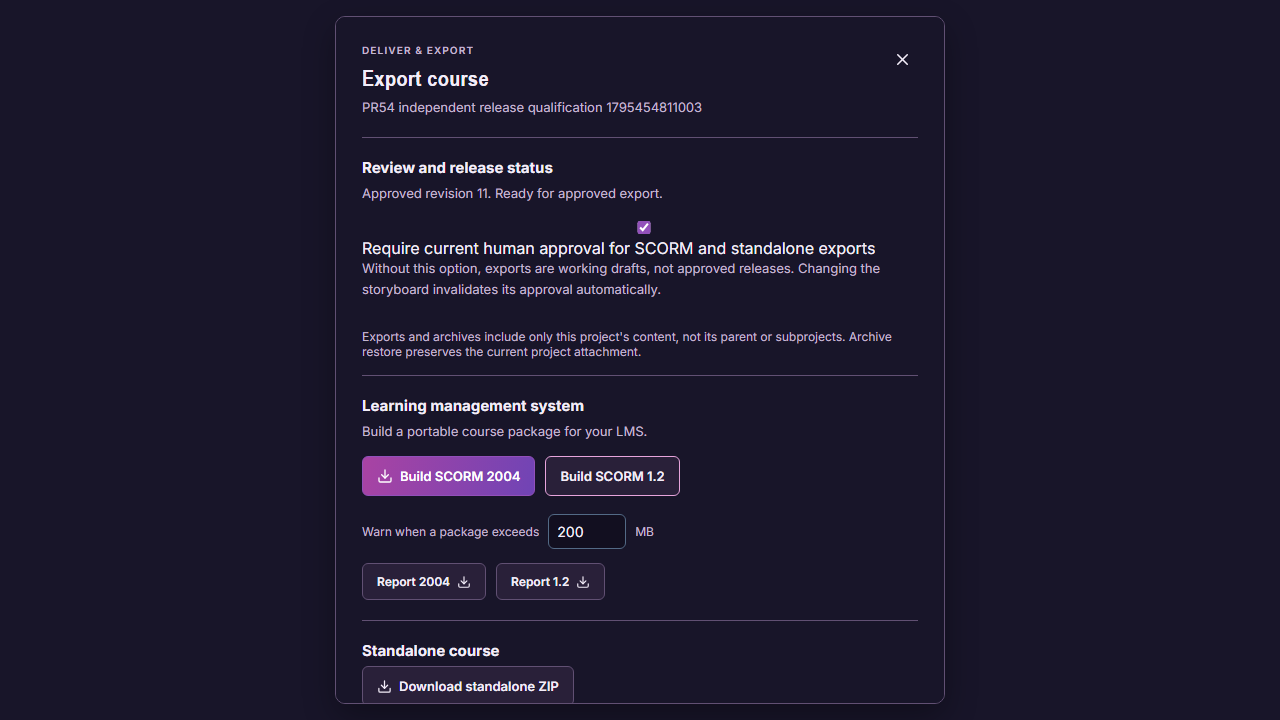 DELIVER & EXPORT
Export course
PR54 independent release qualification 1795454811003
Review and release status
Approved revision 11. Ready for approved export.
Require current human approval for SCORM and standalone exports
Without this option, exports are working drafts, not approved releases. Changing the
storyboard invalidates its approval automatically.
Exports and archives include only this project's content, not its parent or subprojects. Archive
restore preserves the current project attachment.
Learning management system
Build a portable course package for your LMS.
Build SCORM 2004 Build SCORM 1.2
Warn when a package exceeds 200 MB
Report 2004 Report 1.2
Standalone course
Download standalone ZIP